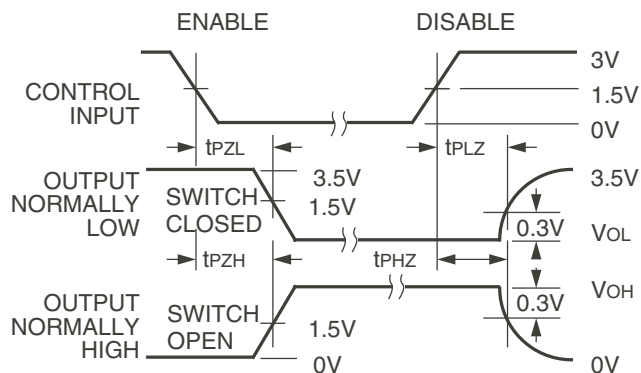 ENABLE
DISABLE
CONTROL
INPUT
3V
1.5V
0V
tPZL
tPLZ
OUTPUT
NORMALLY
LOW
SWITCH
CLOSED
3.5V
1.5V
3.5V
0.3V
VOL
tPZH
tPHZ
OUTPUT
NORMALLY
HIGH
SWITCH
OPEN
1.5V
0V
VOH
0.3V
0V